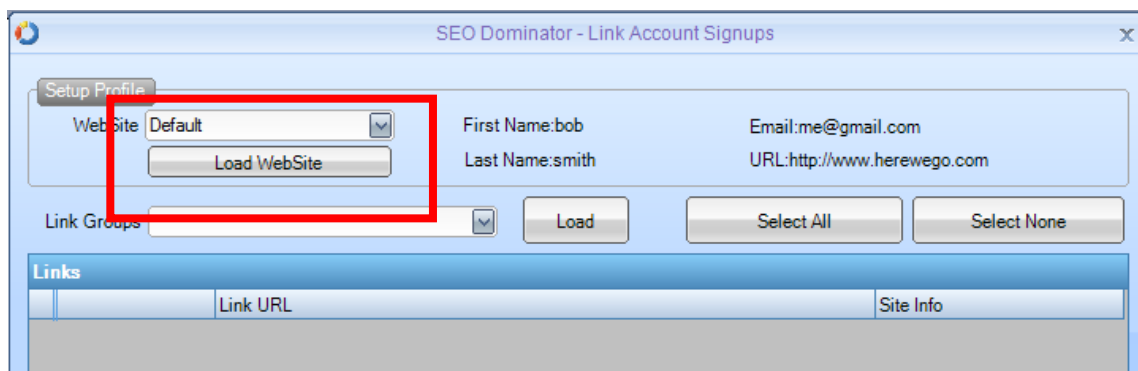 SEO Dominator - Link Account Signups
Setup Profile
WebSite Default First Name:bob Email:me@gmail.com
Load WebSite Last Name:smith URL:http://www.herewego.com
Link Groups Load Select All Select None
Links
Link URL Site Info